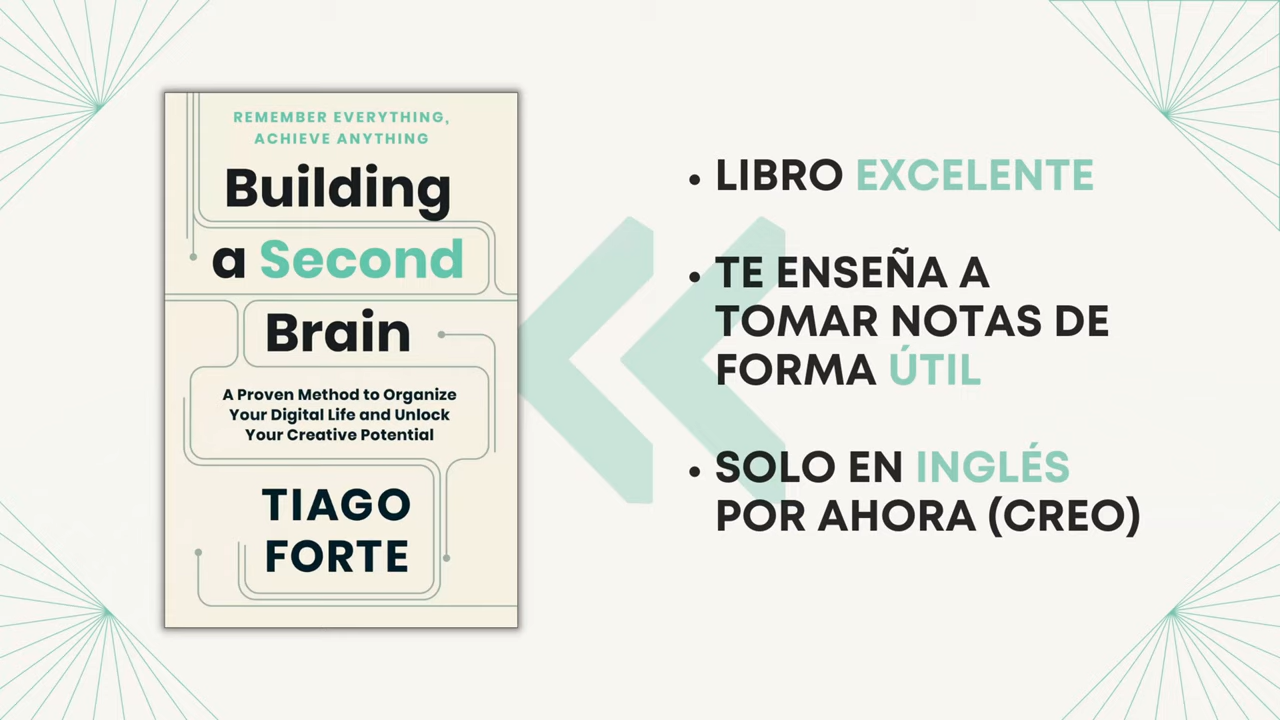 REMEMBER EVERYTHING,
ACHIEVE ANYTHING
Building
a Second
Brain
A Proven Method to Organize
Your Digital Life and Unlock
Your Creative Potential
TIAGO
FORTE
• LIBRO EXCELENTE
• TE ENSEÑA A
TOMAR NOTAS DE
FORMA ÚTIL
• SOLO EN INGLÉS
POR AHORA (CREO)